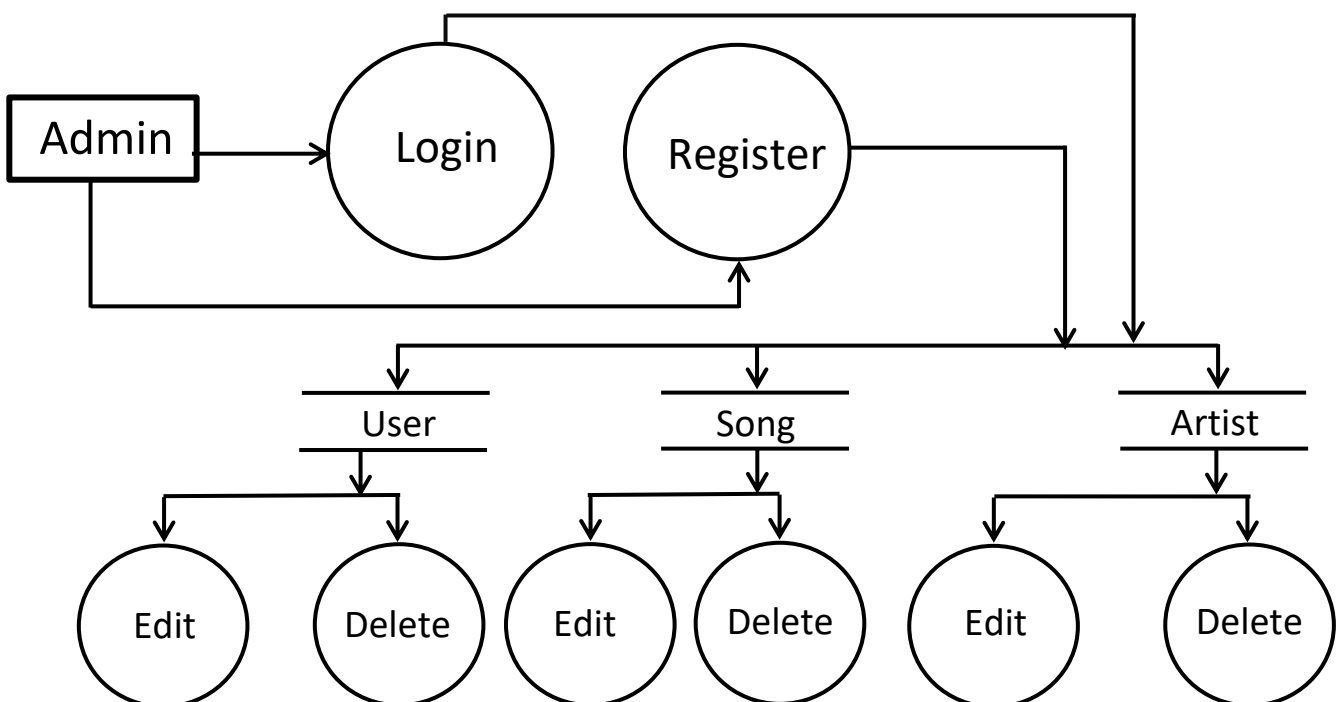 Admin
Login
Register
User
Song
Artist
Edit
Delete
Edit
Delete
Edit
Delete